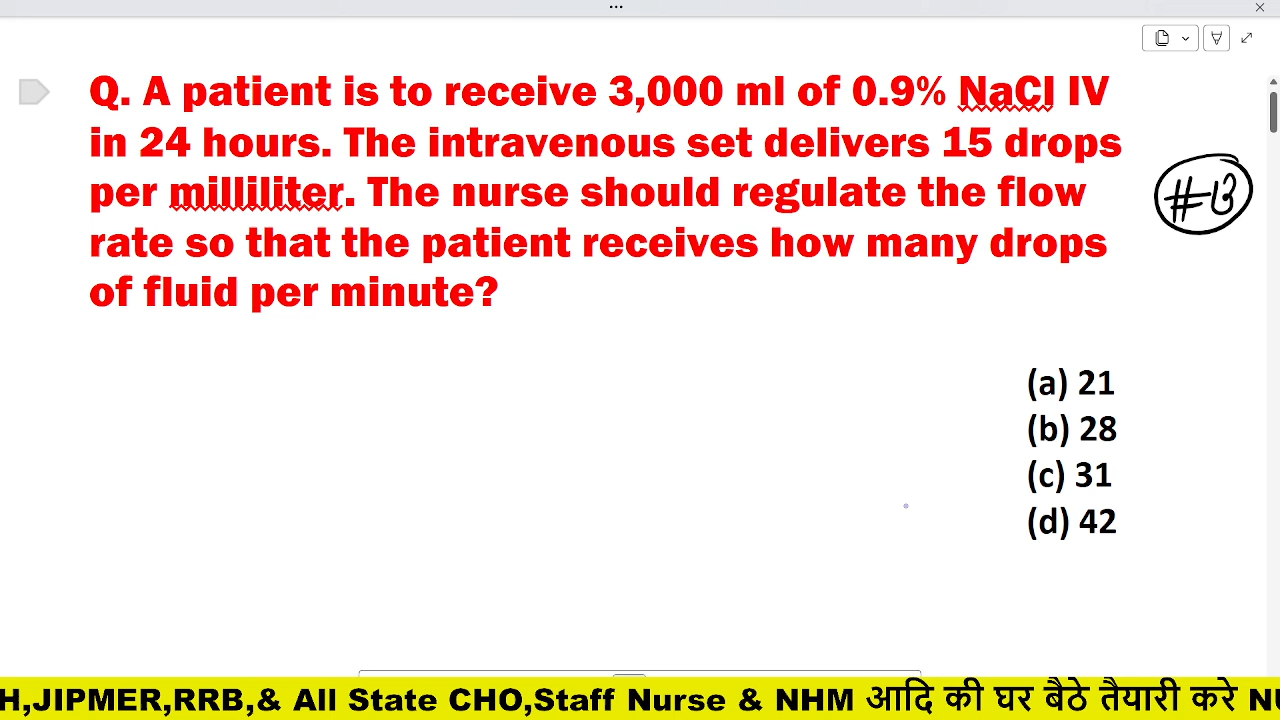 Q. A patient is to receive 3,000 ml of 0.9% NaCl IV
in 24 hours. The intravenous set delivers 15 drops
per milliliter. The nurse should regulate the flow
rate so that the patient receives how many drops
of fluid per minute?
#13
(a) 21
(b) 28
(c) 31
(d) 42
H,JIPMER,RRB,& All State CHO,Staff Nurse & NHM आदि की घर बैठे तैयारी करे NU